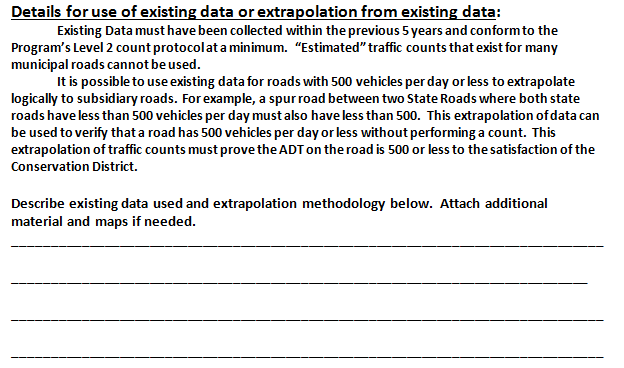 Details for use of existing data or extrapolation from existing data:
Existing Data must have been collected within the previous 5 years and conform to the
Program's Level 2 count protocol at a minimum. "Estimated" traffic counts that exist for many
municipal roads cannot be used.
It is possible to use existing data for roads with 500 vehicles per day or less to extrapolate
logically to subsidiary roads. For example, a spur road between two State Roads where both state
roads have less than 500 vehicles per day must also have less than 500. This extrapolation of data can
be used to verify that a road has 500 vehicles per day or less without performing a count. This
extrapolation of traffic counts must prove the ADT on the road is 500 or less to the satisfaction of the
Conservation District.
Describe existing data used and extrapolation methodology below. Attach additional
material and maps if needed.